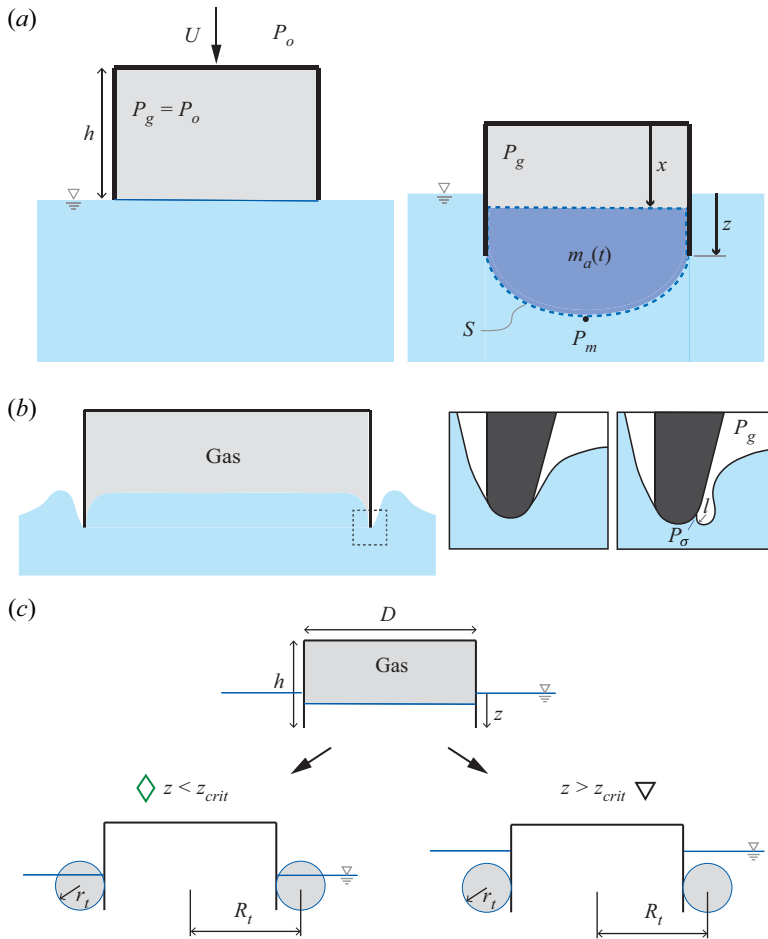 (a)
U
P_o
h
P_g = P_o
P_g
x
z
m_a(t)
S
P_m
(b)
Gas
P_g
l
P_σ
(c)
D
h
Gas
z
z < z_crit
z > z_crit
r_t
R_t
r_t
R_t